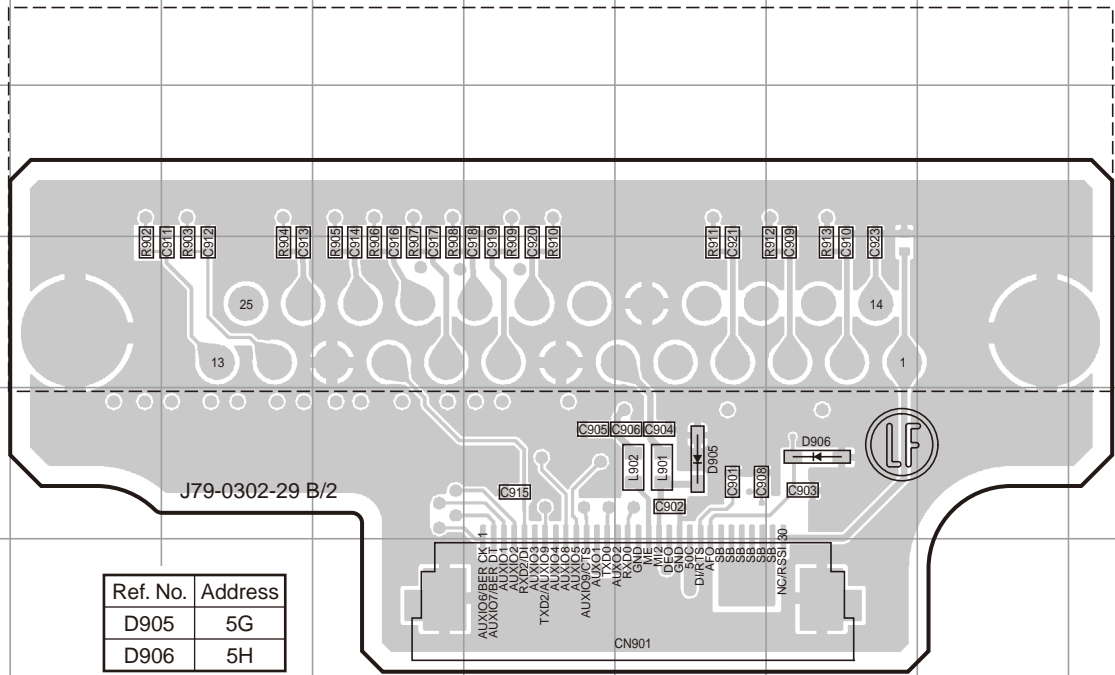 R902 C911 R903 C912 R904 C913 R905 C914 R906 C916 R907 C917 R908 C918 C919 R909 C920 R910 R911 C921 R912 C909 R913 C910 C923
25 14
13 1
C905 C906 C904 D906 LF
L902 L901 D905
C901 C908 C903
J79-0302-29 B/2 C915 C902
1
AUXIO6/BER CK
AUXIO7/BER DT
AUXIO1
AUXIO2
RXD2/DI
AUXIO3
TXD2/AUXIO9
AUXIO4
AUXIO8
AUXIO5
AUXIO9/CTS
AUXO1
TXD0
AUXO2
RXD0
GND
ME
MI2
DEO
GND
50C
DI/RTS
AFO
SB
SB
SB
SB
SB
SB
NC/RSSI
30
CN901
Ref. No. Address
D905 5G
D906 5H